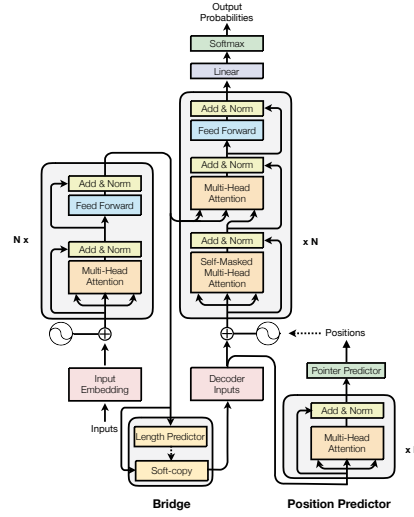 Output
Probabilities
Softmax
Linear
Add & Norm
Feed Forward
Add & Norm
Multi-Head
Attention
Add & Norm
Self-Masked
Multi-Head
Attention
x N
Add & Norm
Feed Forward
N x
Add & Norm
Multi-Head
Attention
Positions
Input
Embedding
Inputs
Decoder
Inputs
Pointer Predictor
Add & Norm
Multi-Head
Attention
x
Length Predictor
Soft-copy
Bridge
Position Predictor